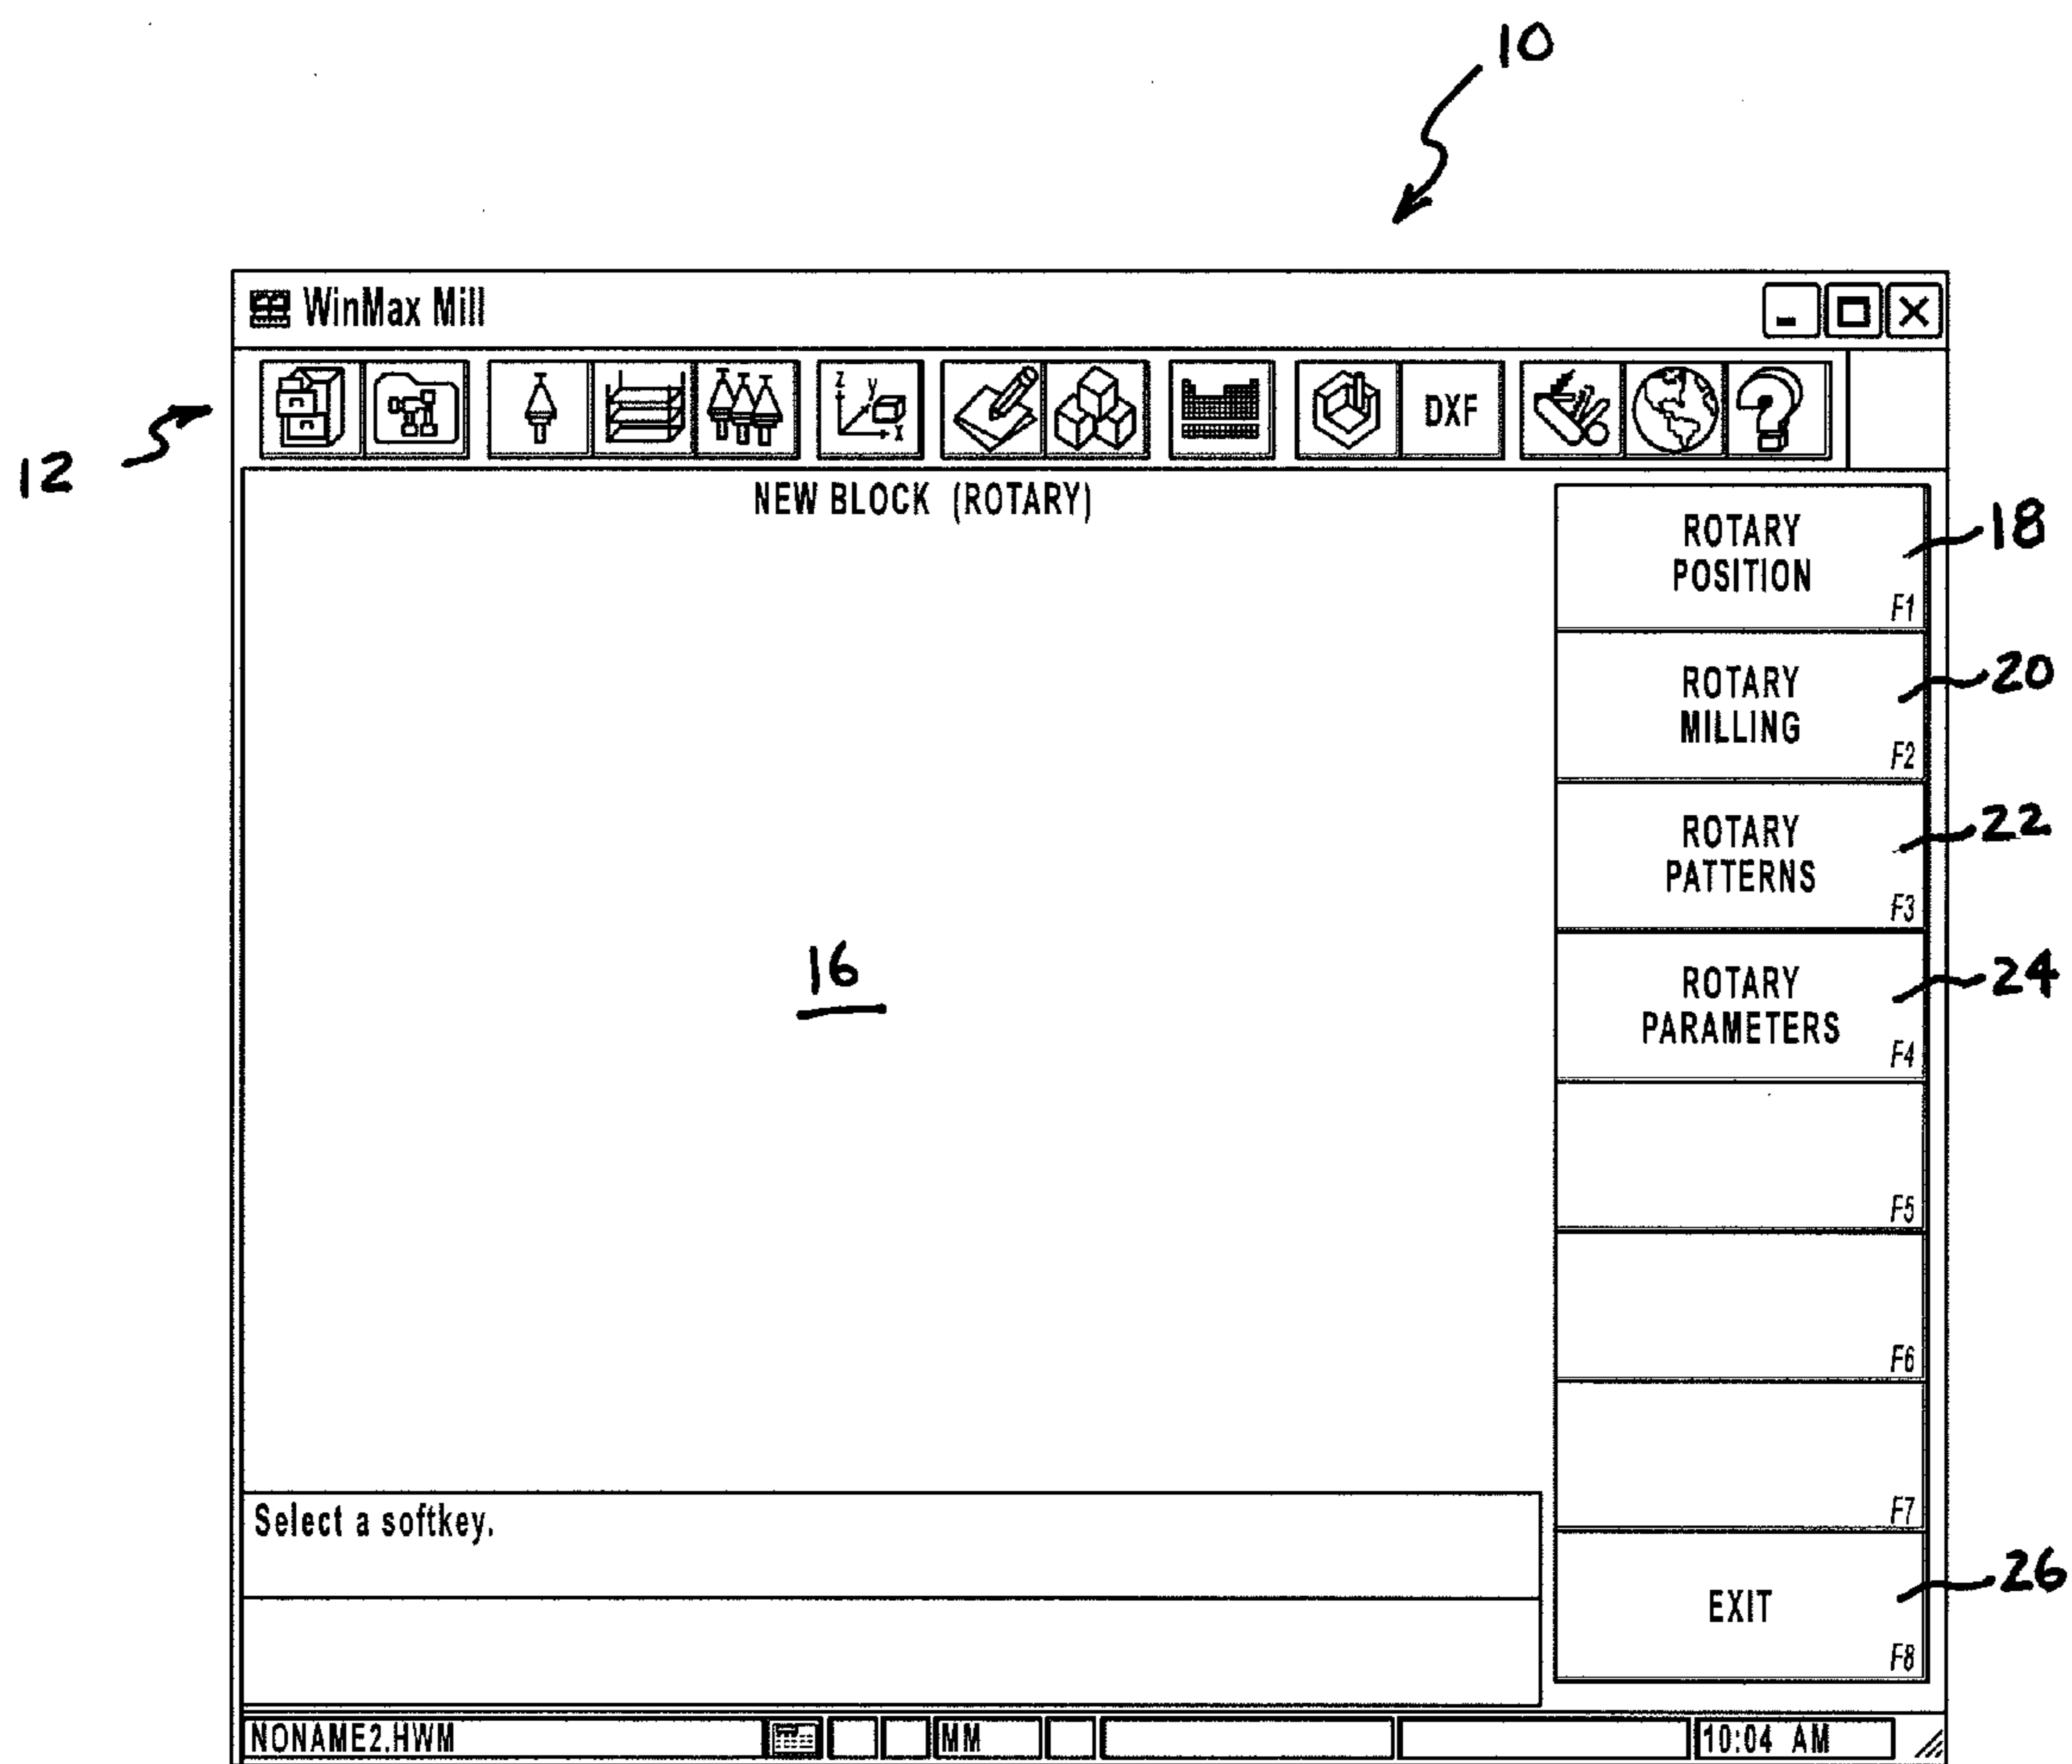 10
WinMax Mill
12
z y x
DXF
NEW BLOCK (ROTARY)
ROTARY
POSITION
F1
18
ROTARY
MILLING
F2
20
ROTARY
PATTERNS
F3
22
ROTARY
PARAMETERS
F4
24
16
F5
F6
F7
Select a softkey.
EXIT
F8
26
NONAME2.HWM
MM
10:04 AM